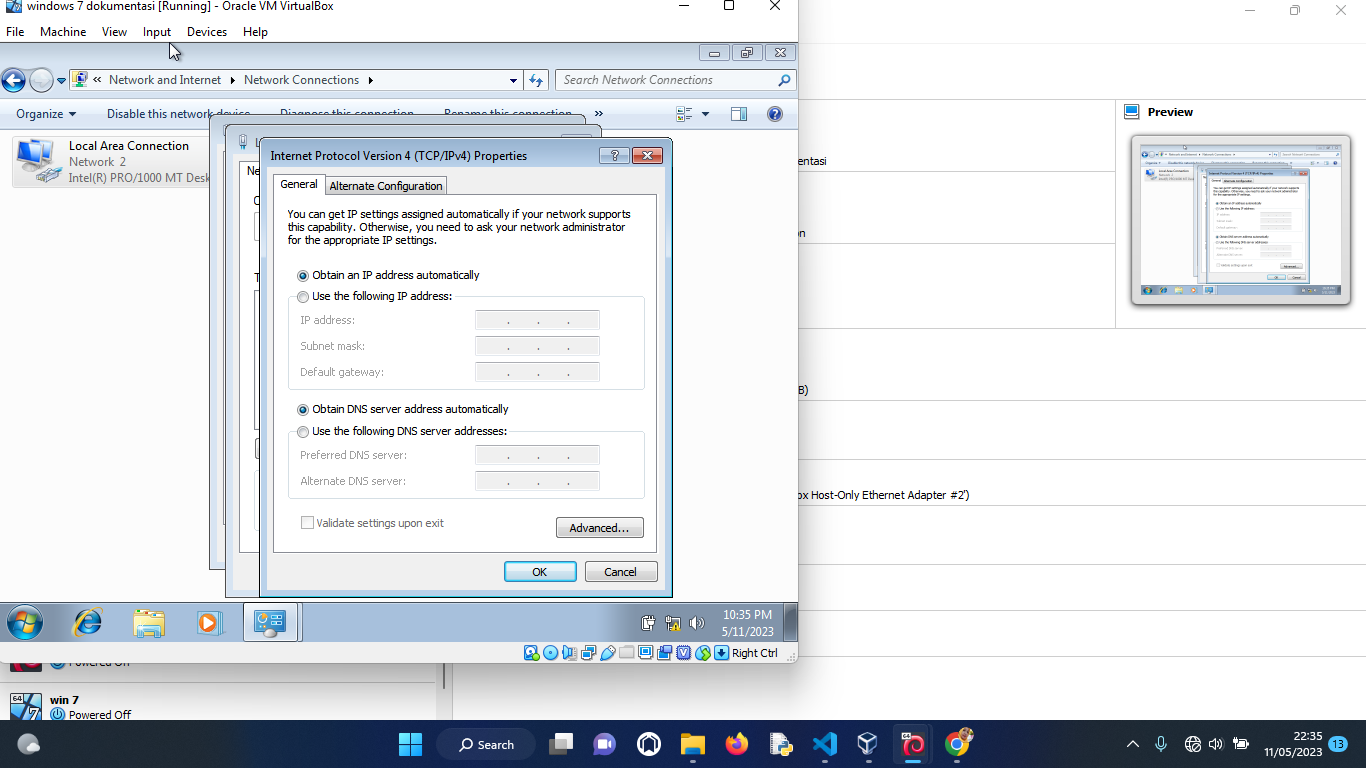 windows 7 dokumentasi [Running] - Oracle VM VirtualBox
File Machine View Input Devices Help
Network and Internet Network Connections
Search Network Connections
Organize Disable this network device Diagnose this connection Rename this connection »
Local Area Connection
Network 2
Intel(R) PRO/1000 MT Desk
Internet Protocol Version 4 (TCP/IPv4) Properties
General Alternate Configuration
You can get IP settings assigned automatically if your network supports
this capability. Otherwise, you need to ask your network administrator
for the appropriate IP settings.
Obtain an IP address automatically
Use the following IP address:
IP address:
Subnet mask:
Default gateway:
Obtain DNS server address automatically
Use the following DNS server addresses:
Preferred DNS server:
Alternate DNS server:
Validate settings upon exit
Advanced...
OK Cancel
10:35 PM
5/11/2023
Right Ctrl
Preview
entasi
on
B)
ox Host-Only Ethernet Adapter #2')
Powered Off
64
win 7
Powered Off
Search
64
22:35
11/05/2023
13